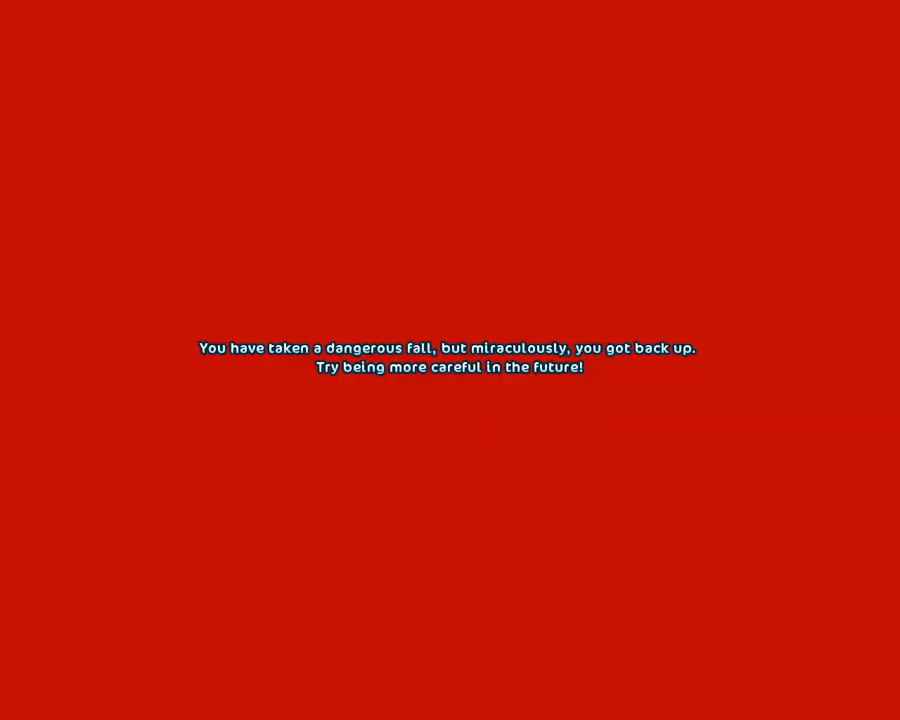 You have taken a dangerous fall, but miraculously, you got back up.
Try being more careful in the future!